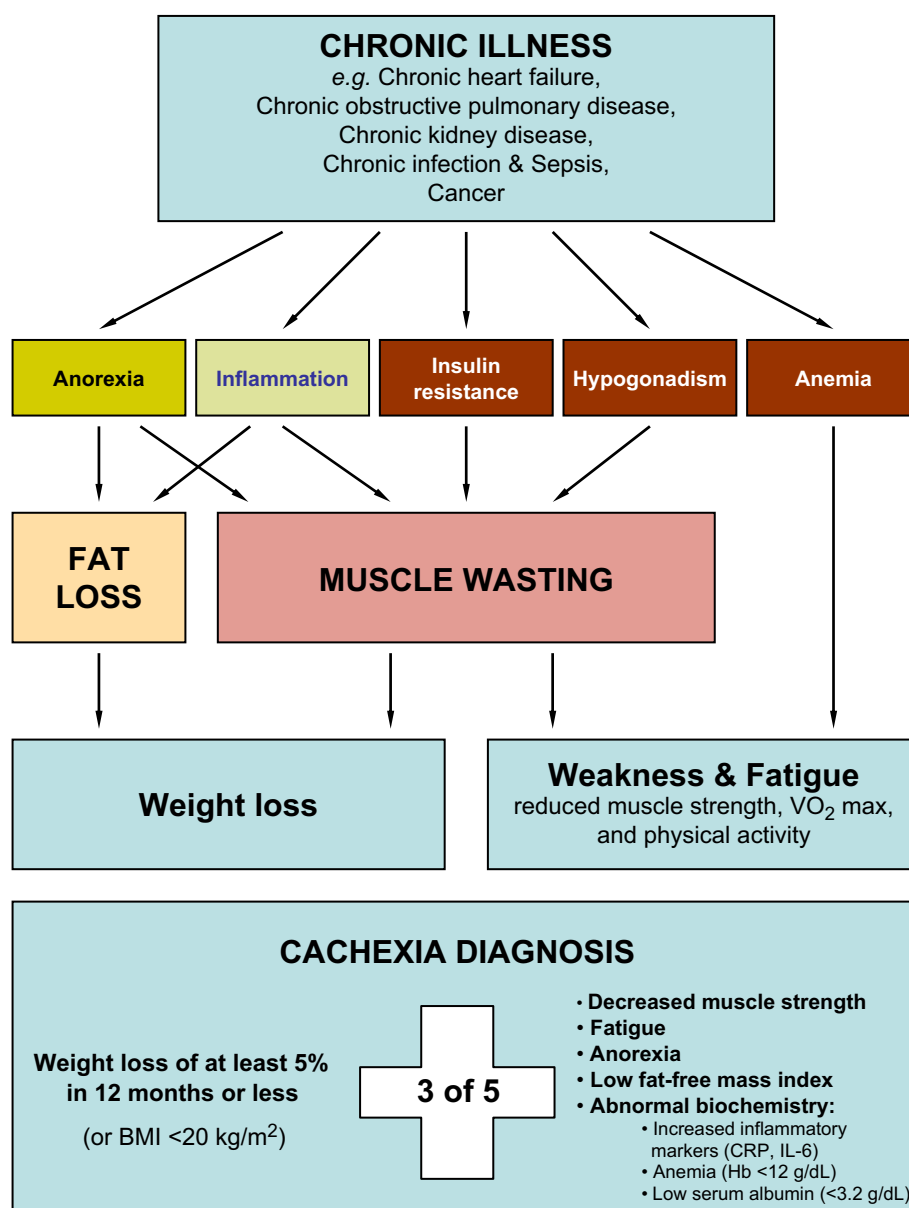 CHRONIC ILLNESS
e.g. Chronic heart failure,
Chronic obstructive pulmonary disease,
Chronic kidney disease,
Chronic infection & Sepsis,
Cancer
Anorexia
Inflammation
Insulin
resistance
Hypogonadism
Anemia
FAT
LOSS
MUSCLE WASTING
Weight loss
Weakness & Fatigue
reduced muscle strength, VO₂ max,
and physical activity
CACHEXIA DIAGNOSIS
Weight loss of at least 5%
in 12 months or less
(or BMI <20 kg/m²)
3 of 5
• Decreased muscle strength
• Fatigue
• Anorexia
• Low fat-free mass index
• Abnormal biochemistry:
• Increased inflammatory
markers (CRP, IL-6)
• Anemia (Hb <12 g/dL)
• Low serum albumin (<3.2 g/dL)